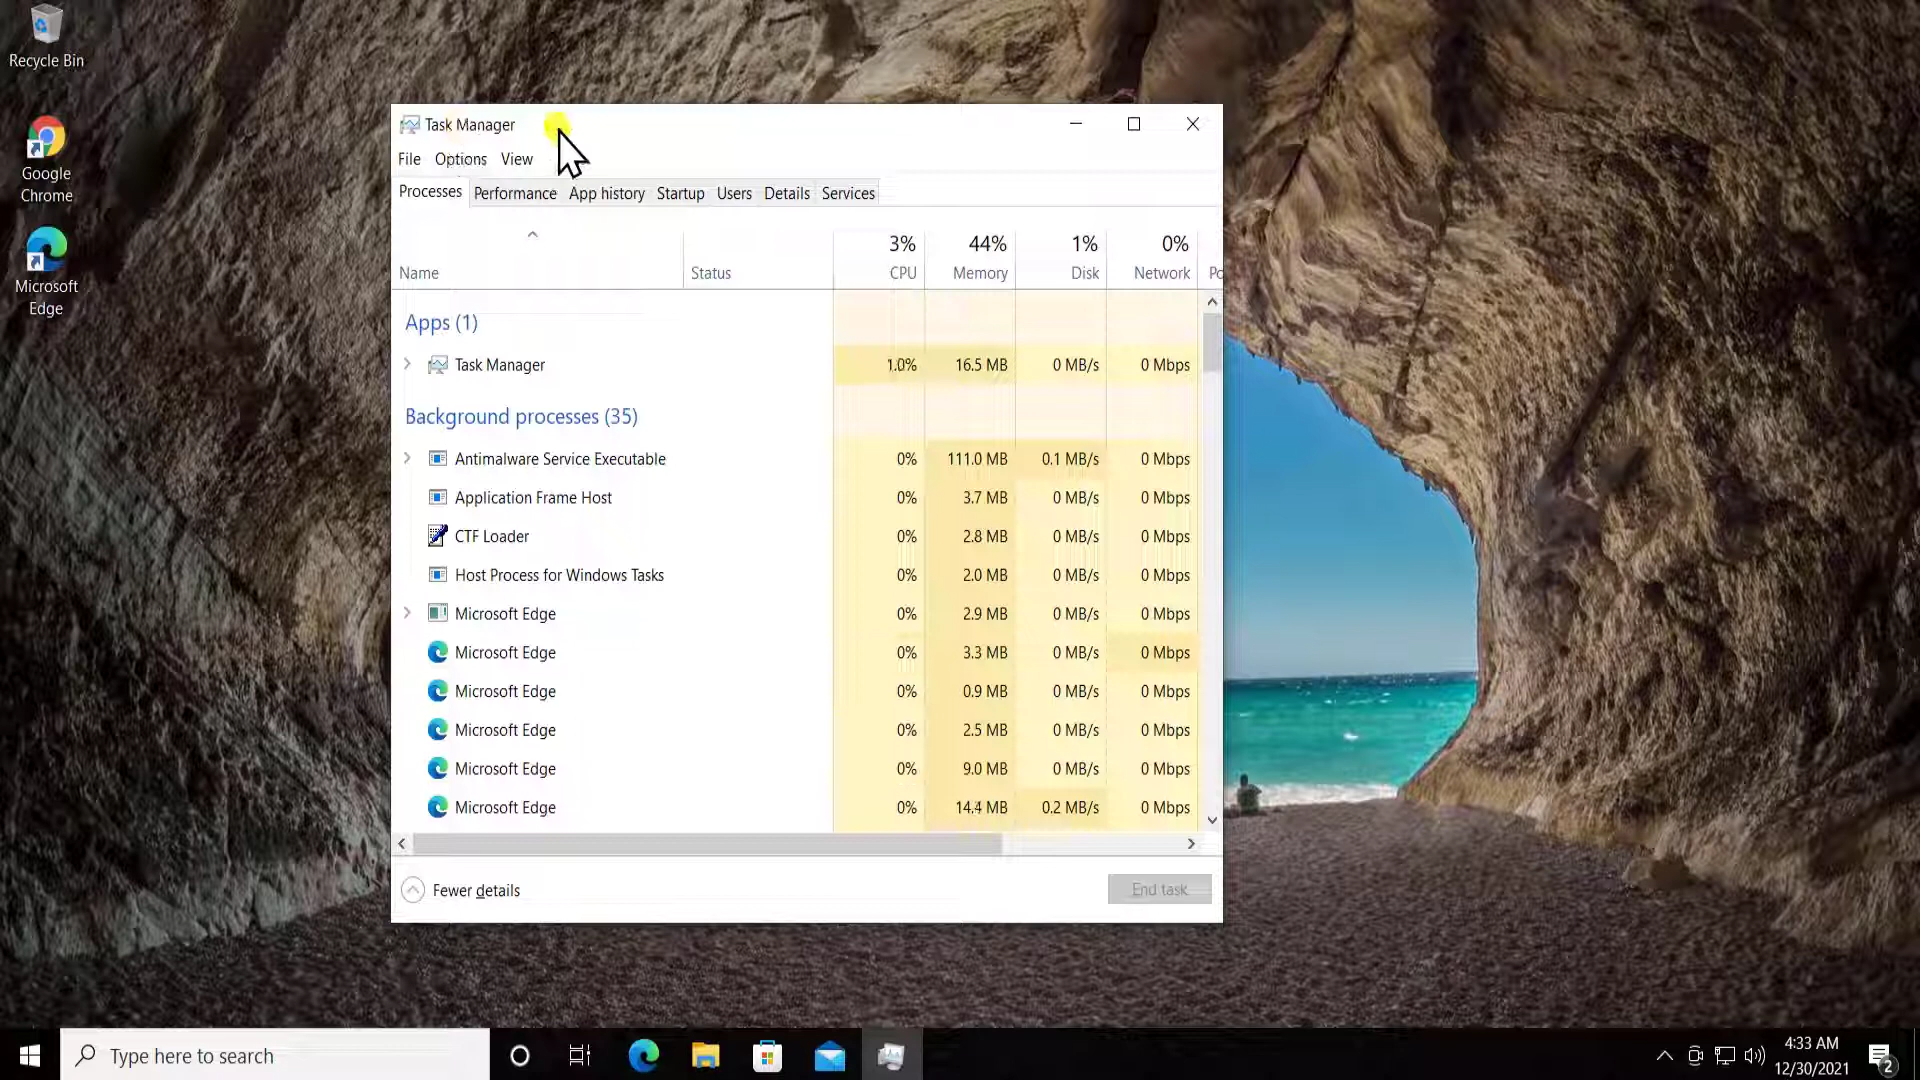 Recycle Bin
Google
Chrome
Microsoft
Edge
Task Manager
File Options View
Processes Performance App history Startup Users Details Services
3% 44% 1% 0%
Name Status CPU Memory Disk Network Po
Apps (1)
Task Manager 1.0% 16.5 MB 0 MB/s 0 Mbps
Background processes (35)
Antimalware Service Executable 0% 111.0 MB 0.1 MB/s 0 Mbps
Application Frame Host 0% 3.7 MB 0 MB/s 0 Mbps
CTF Loader 0% 2.8 MB 0 MB/s 0 Mbps
Host Process for Windows Tasks 0% 2.0 MB 0 MB/s 0 Mbps
Microsoft Edge 0% 2.9 MB 0 MB/s 0 Mbps
Microsoft Edge 0% 3.3 MB 0 MB/s 0 Mbps
Microsoft Edge 0% 0.9 MB 0 MB/s 0 Mbps
Microsoft Edge 0% 2.5 MB 0 MB/s 0 Mbps
Microsoft Edge 0% 9.0 MB 0 MB/s 0 Mbps
Microsoft Edge 0% 14.4 MB 0.2 MB/s 0 Mbps
Fewer details
End task
Type here to search
4:33 AM
12/30/2021
2